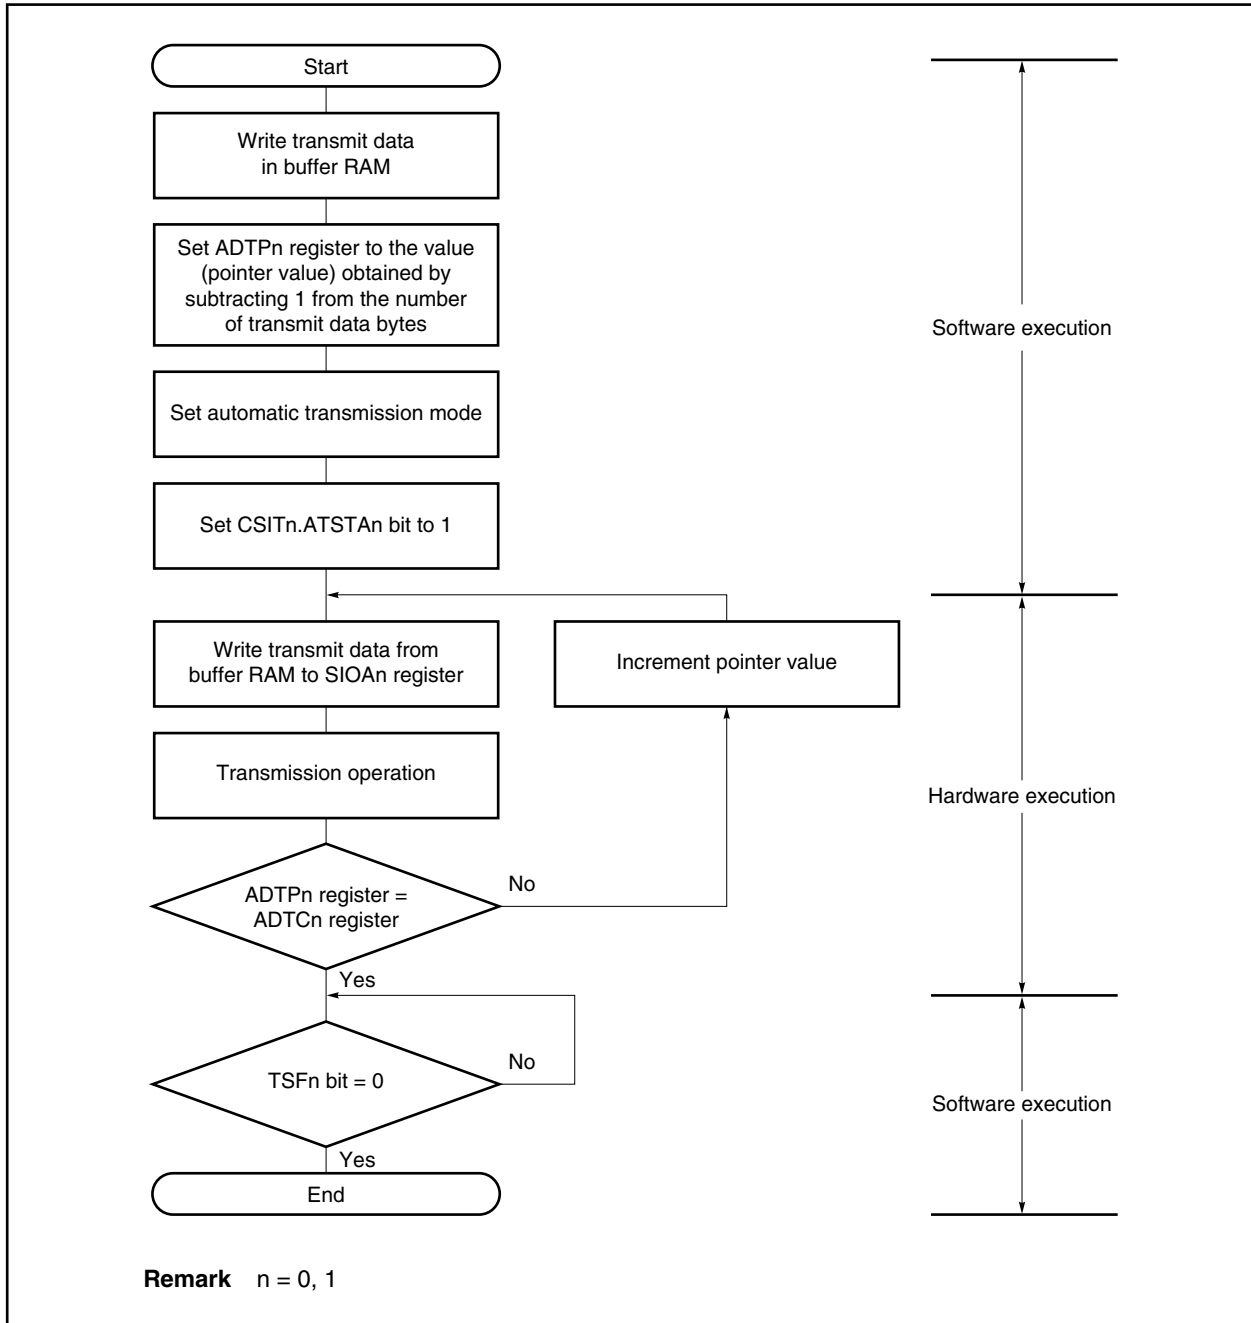 Start
Write transmit data
in buffer RAM
Set ADTPn register to the value
(pointer value) obtained by
subtracting 1 from the number
of transmit data bytes
Software execution
Set automatic transmission mode
Set CSITn.ATSTAn bit to 1
Write transmit data from
buffer RAM to SIOAn register
Increment pointer value
Transmission operation
Hardware execution
ADTPn register =
ADTCn register
No
Yes
TSFn bit = 0
No
Software execution
Yes
End
Remark n = 0, 1